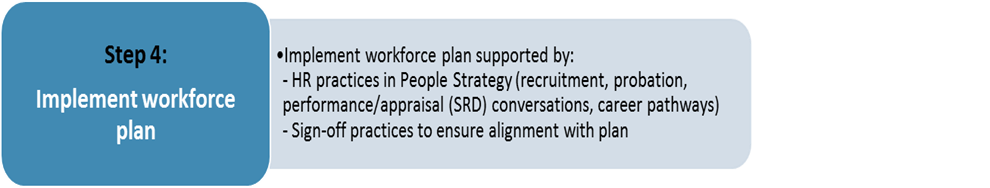 Step 4:
Implement workforce
plan
•Implement workforce plan supported by:
- HR practices in People Strategy (recruitment, probation,
performance/appraisal (SRD) conversations, career pathways)
- Sign-off practices to ensure alignment with plan